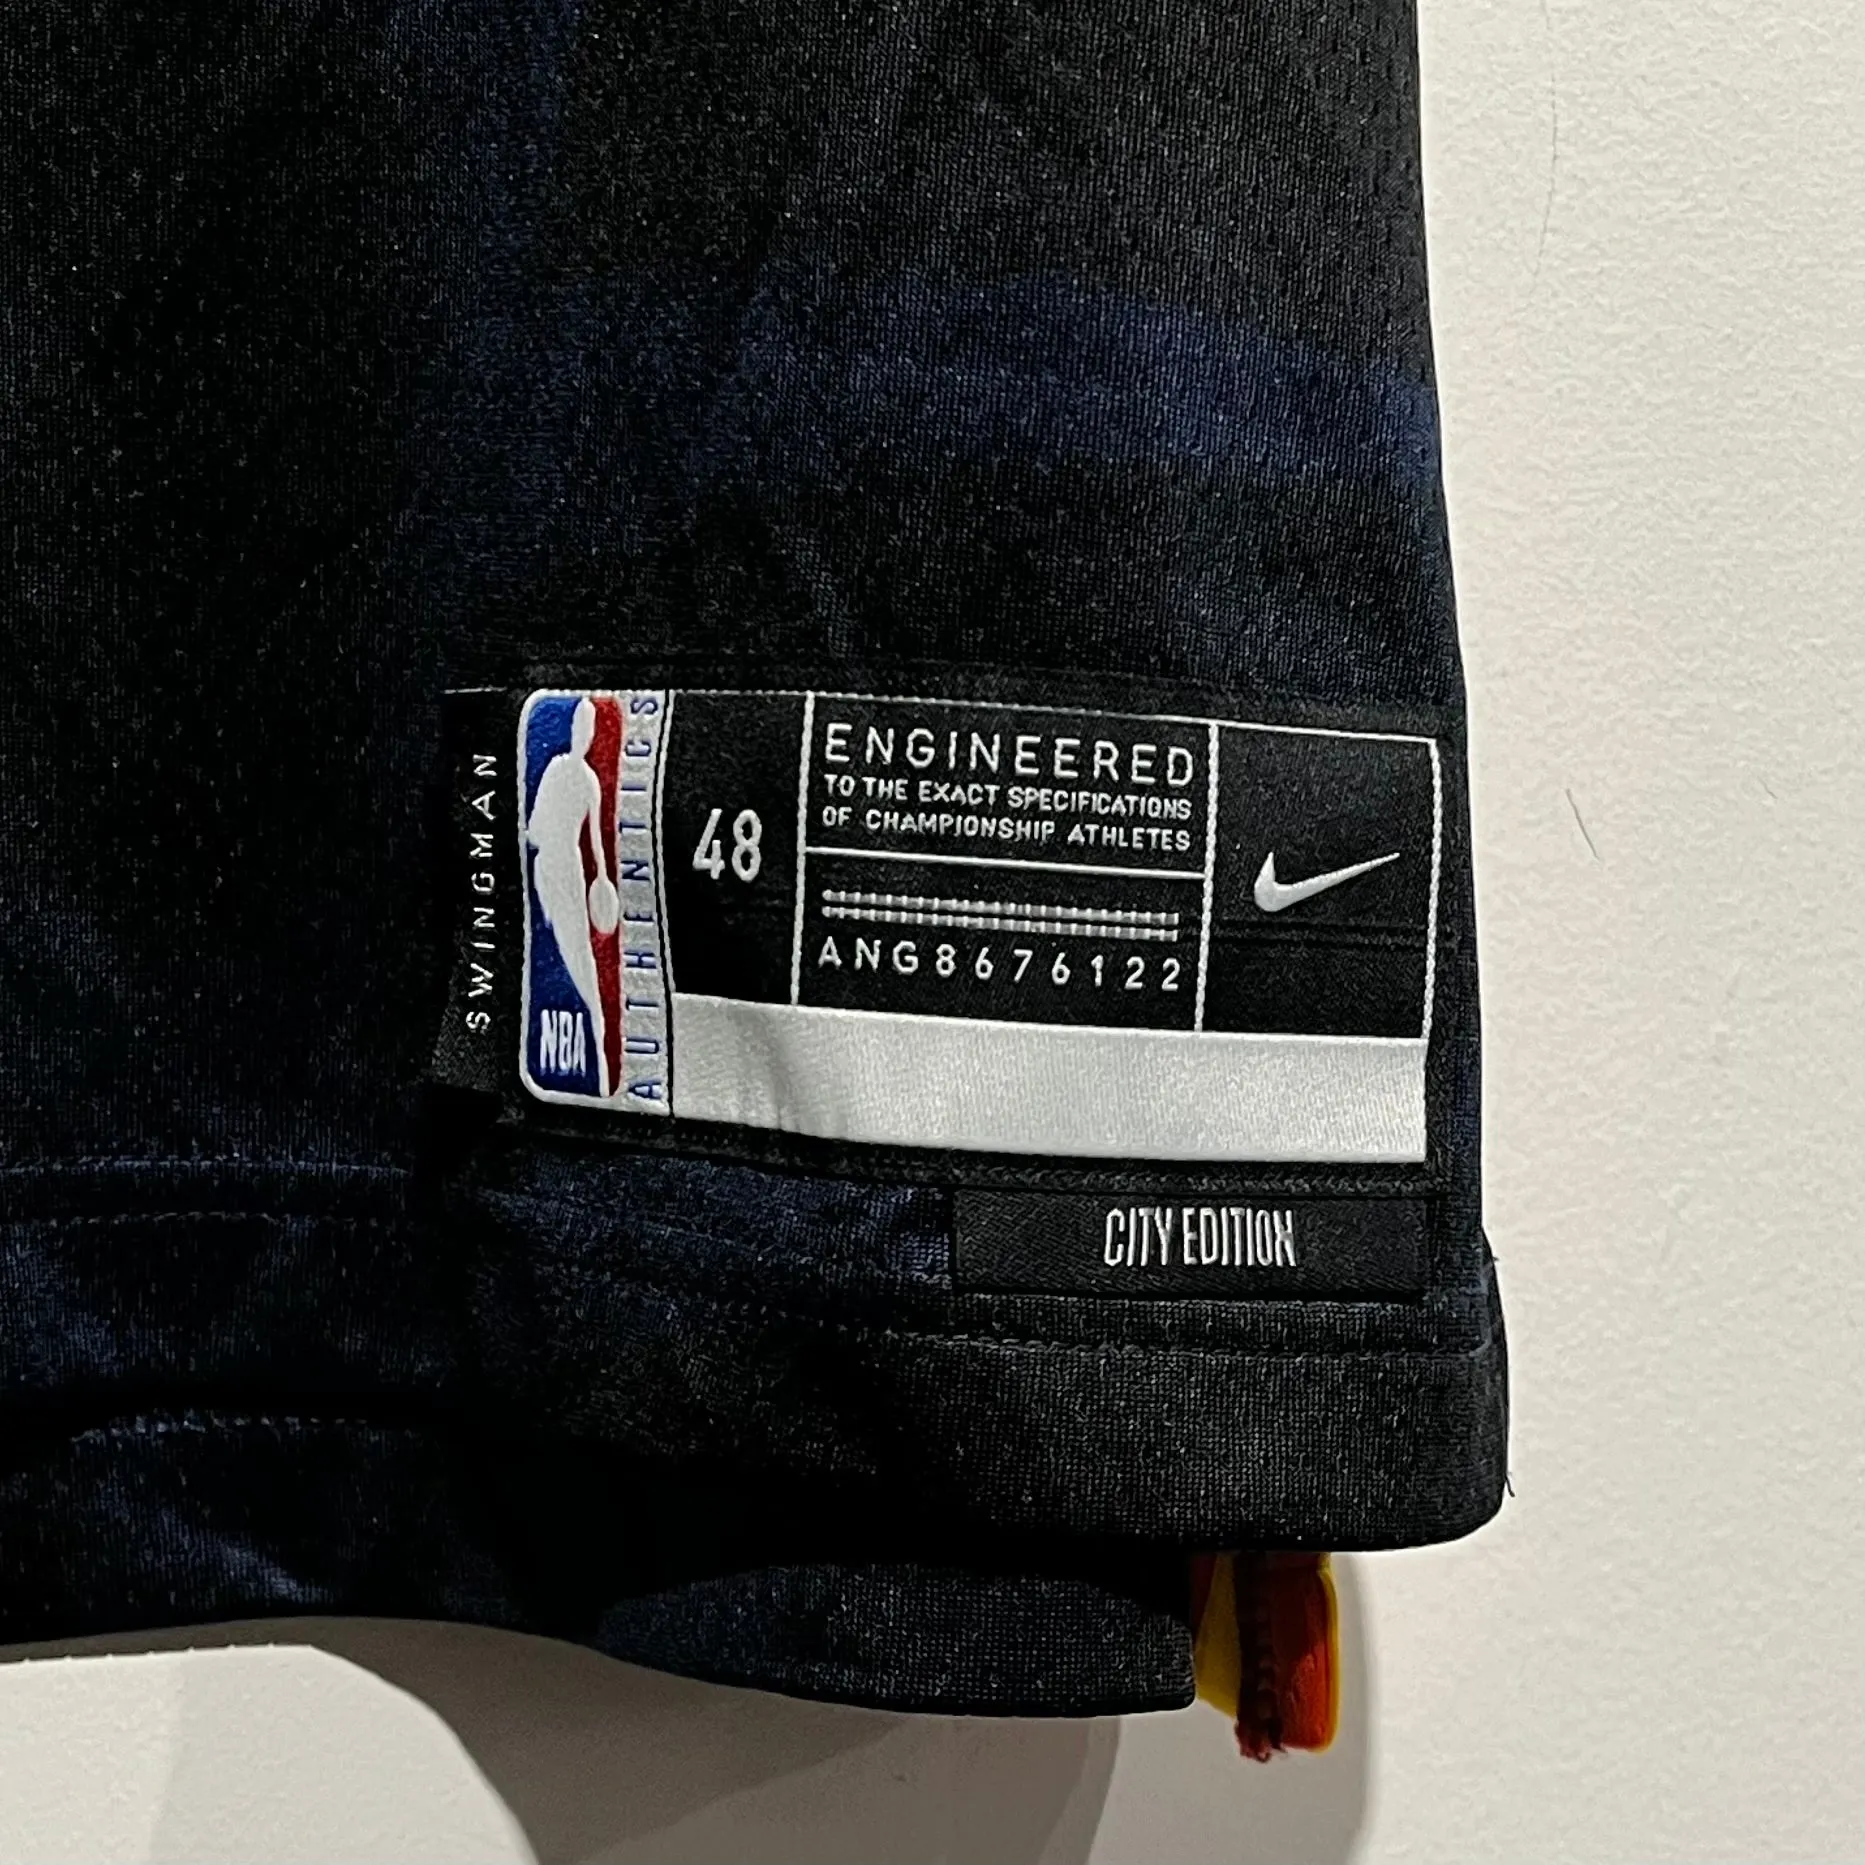 SWINGMAN
NBA
AUTHENTICS
48
ENGINEERED
TO THE EXACT SPECIFICATIONS
OF CHAMPIONSHIP ATHLETES
ANG8676122
CITY EDITION